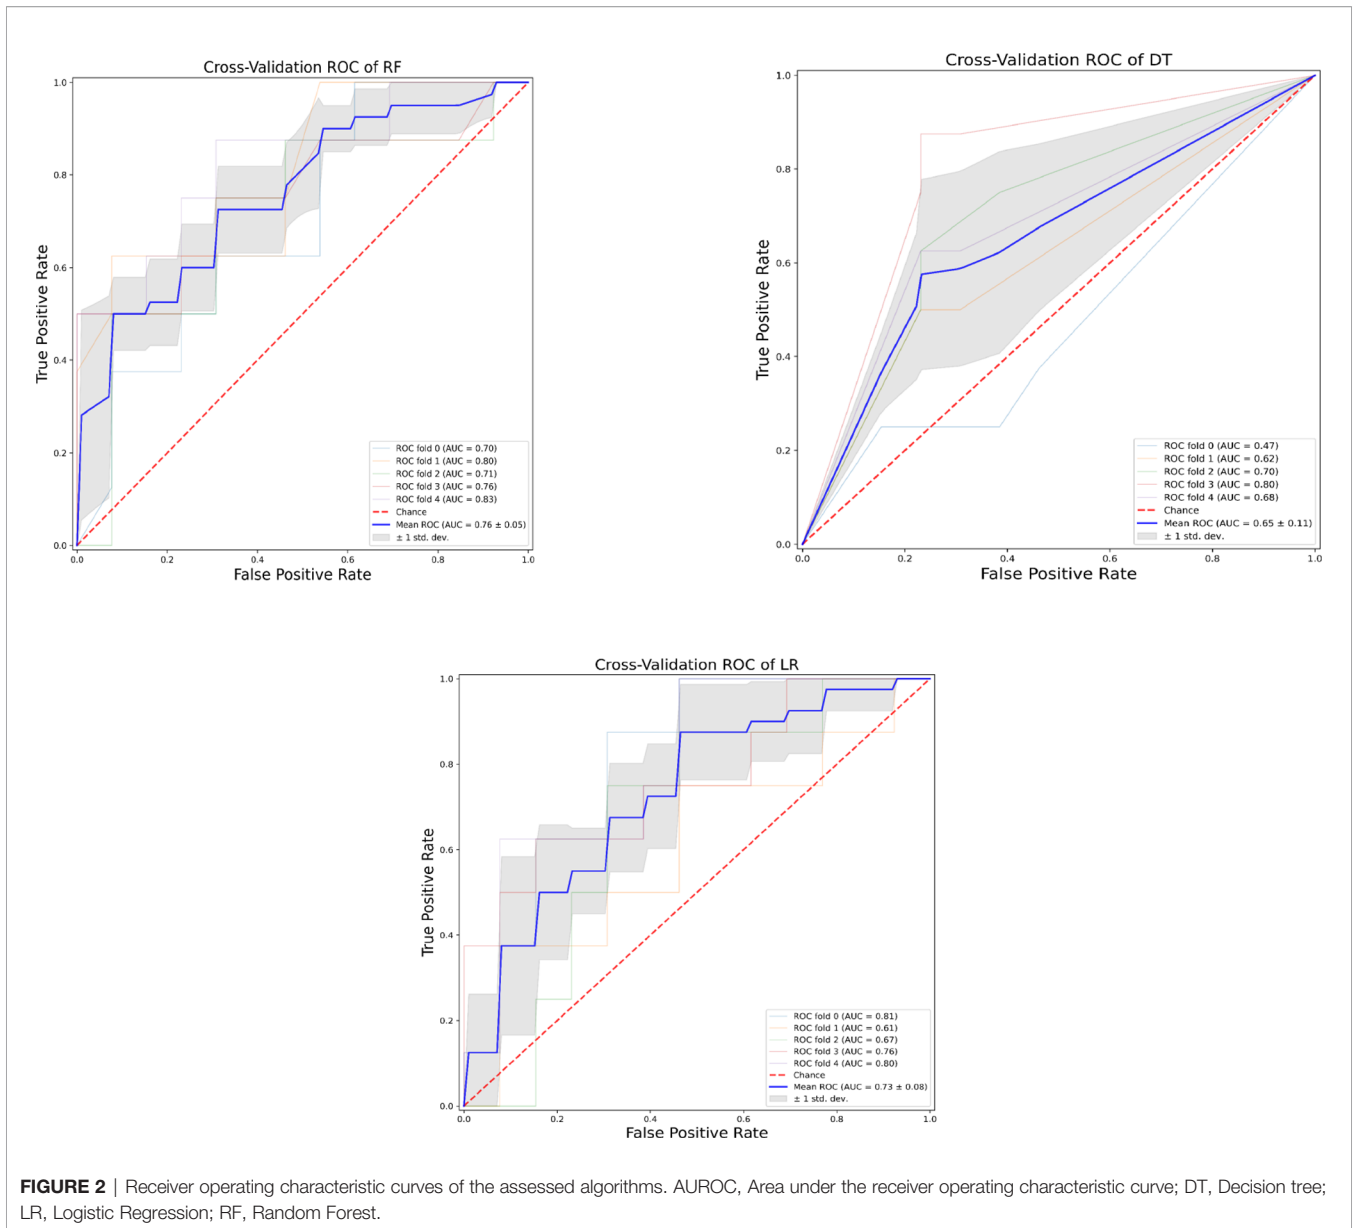 Cross-Validation ROC of RF
1.0
0.8
0.6
0.4
0.2
0.0
True Positive Rate
ROC fold 0 (AUC = 0.70)
ROC fold 1 (AUC = 0.80)
ROC fold 2 (AUC = 0.71)
ROC fold 3 (AUC = 0.76)
ROC fold 4 (AUC = 0.83)
Chance
Mean ROC (AUC = 0.76 ± 0.05)
± 1 std. dev.
0.0 0.2 0.4 0.6 0.8 1.0
False Positive Rate
Cross-Validation ROC of DT
1.0
0.8
0.6
0.4
0.2
0.0
True Positive Rate
ROC fold 0 (AUC = 0.47)
ROC fold 1 (AUC = 0.62)
ROC fold 2 (AUC = 0.70)
ROC fold 3 (AUC = 0.80)
ROC fold 4 (AUC = 0.68)
Chance
Mean ROC (AUC = 0.65 ± 0.11)
± 1 std. dev.
0.0 0.2 0.4 0.6 0.8 1.0
False Positive Rate
Cross-Validation ROC of LR
1.0
0.8
0.6
0.4
0.2
0.0
True Positive Rate
ROC fold 0 (AUC = 0.81)
ROC fold 1 (AUC = 0.61)
ROC fold 2 (AUC = 0.67)
ROC fold 3 (AUC = 0.76)
ROC fold 4 (AUC = 0.80)
Chance
Mean ROC (AUC = 0.73 ± 0.08)
± 1 std. dev.
0.0 0.2 0.4 0.6 0.8 1.0
False Positive Rate
FIGURE 2 | Receiver operating characteristic curves of the assessed algorithms. AUROC, Area under the receiver operating characteristic curve; DT, Decision tree;
LR, Logistic Regression; RF, Random Forest.